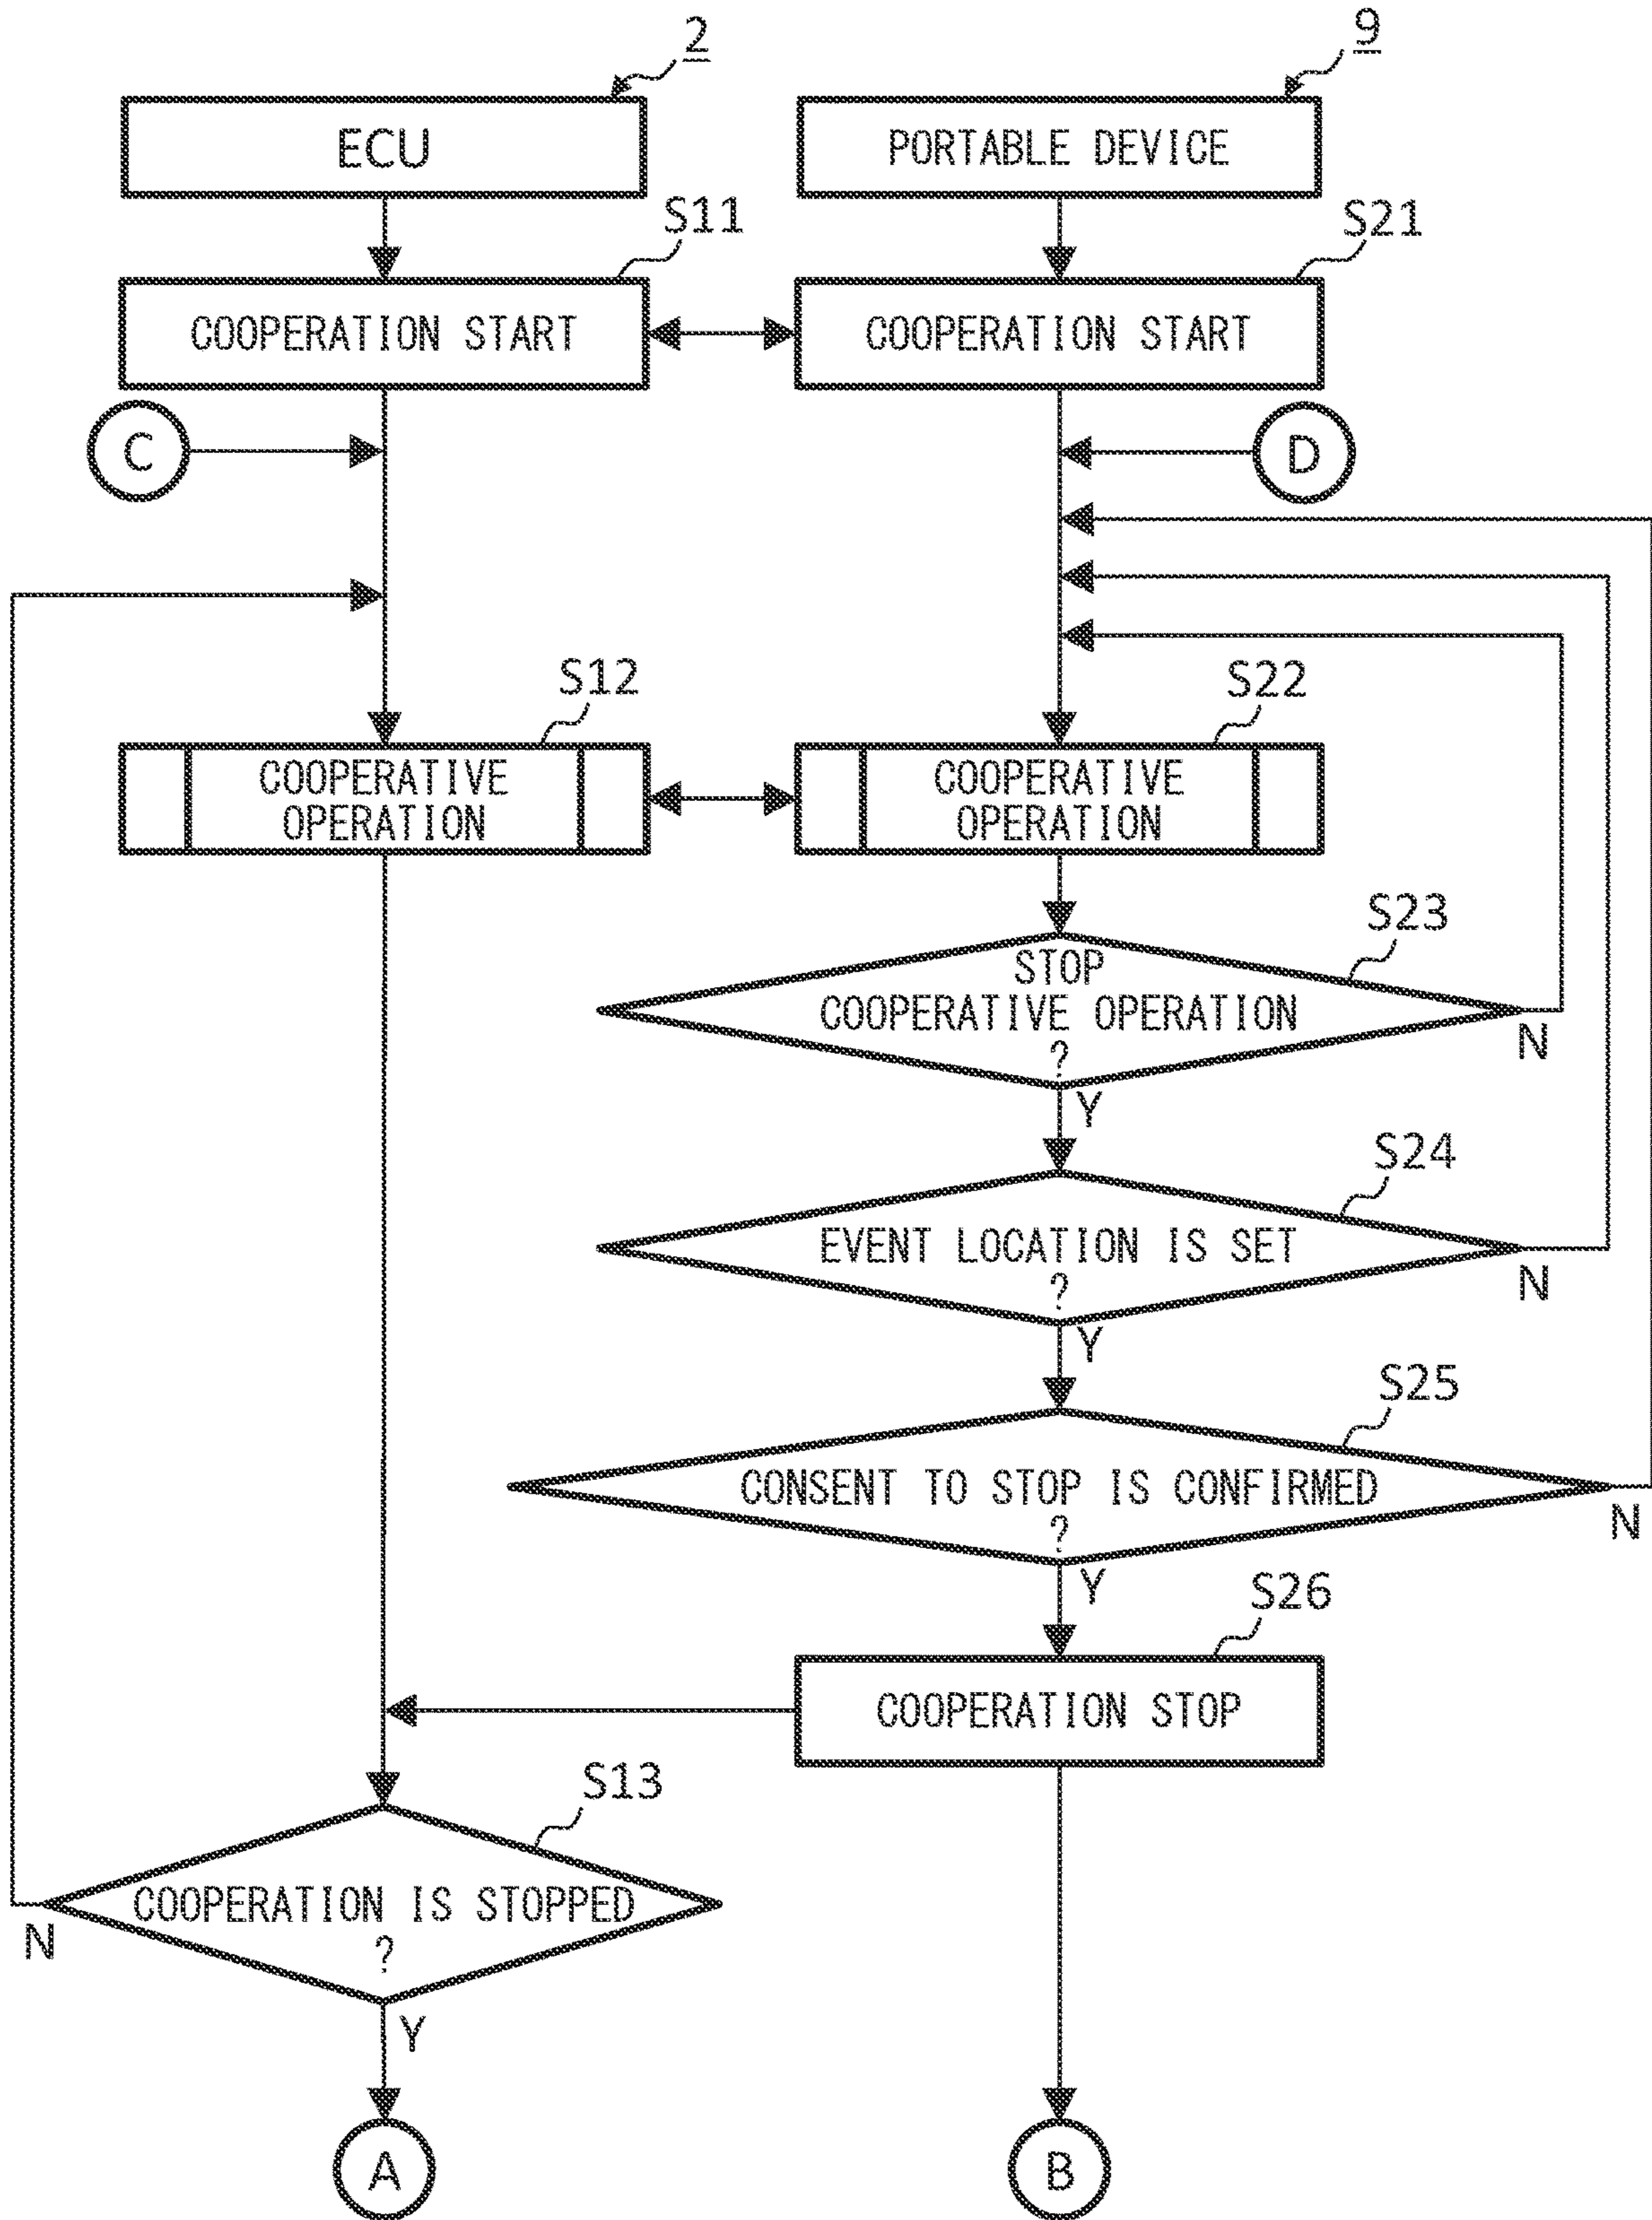 2
9
ECU
PORTABLE DEVICE
S11
S21
COOPERATION START
COOPERATION START
C
D
S12
S22
COOPERATIVE
OPERATION
COOPERATIVE
OPERATION
S23
STOP
COOPERATIVE OPERATION
?
N
Y
S24
EVENT LOCATION IS SET
?
N
Y
S25
CONSENT TO STOP IS CONFIRMED
?
N
Y
S26
COOPERATION STOP
S13
COOPERATION IS STOPPED
?
N
Y
A
B